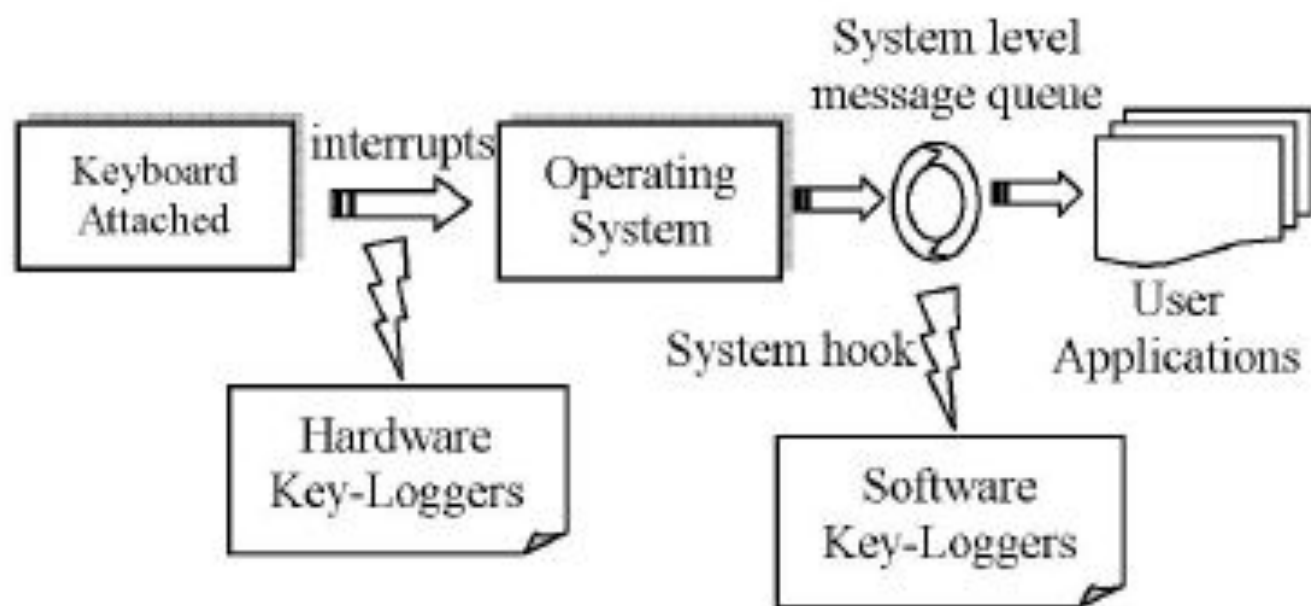 System level
message queue
interrupts
Keyboard
Attached
Operating
System
User
Applications
System hook
Hardware
Key-Loggers
Software
Key-Loggers